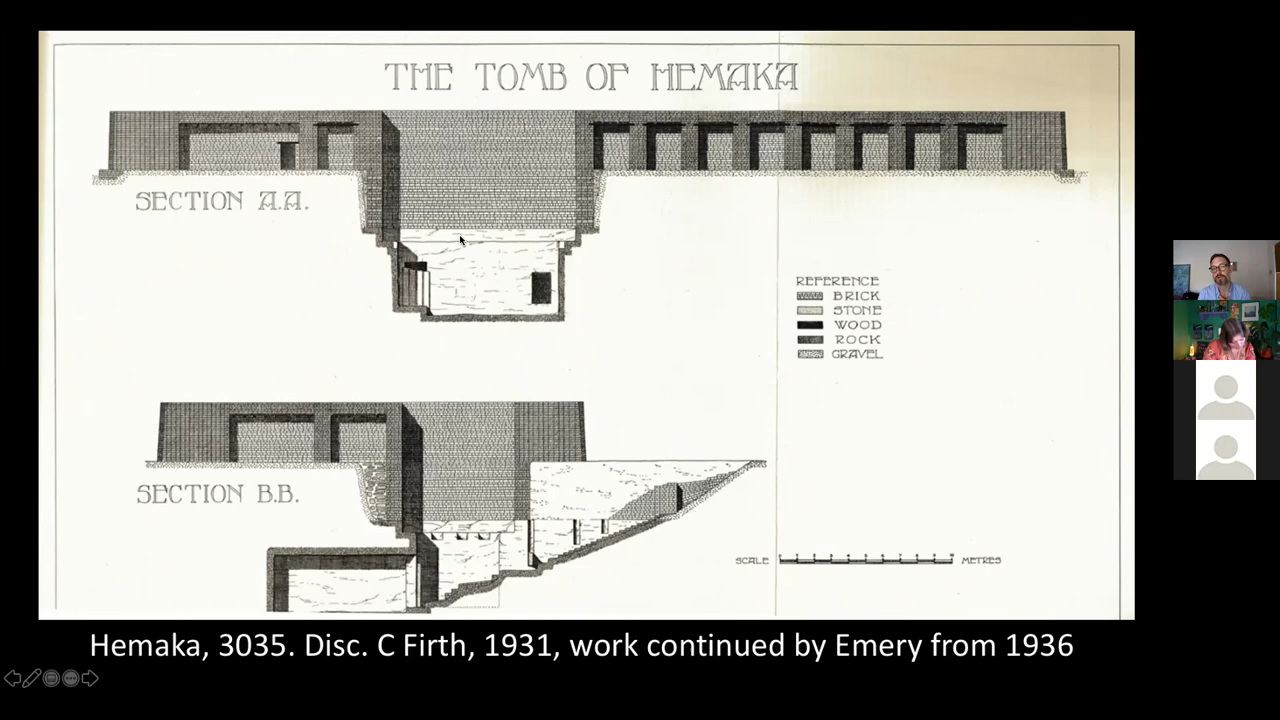 THE TOMB OF HEMAKA
SECTION A.A.
REFERENCE
BRICK
STONE
WOOD
ROCK
GRAVEL
SECTION B.B.
SCALE
METRES
Hemaka, 3035. Disc. C Firth, 1931, work continued by Emery from 1936